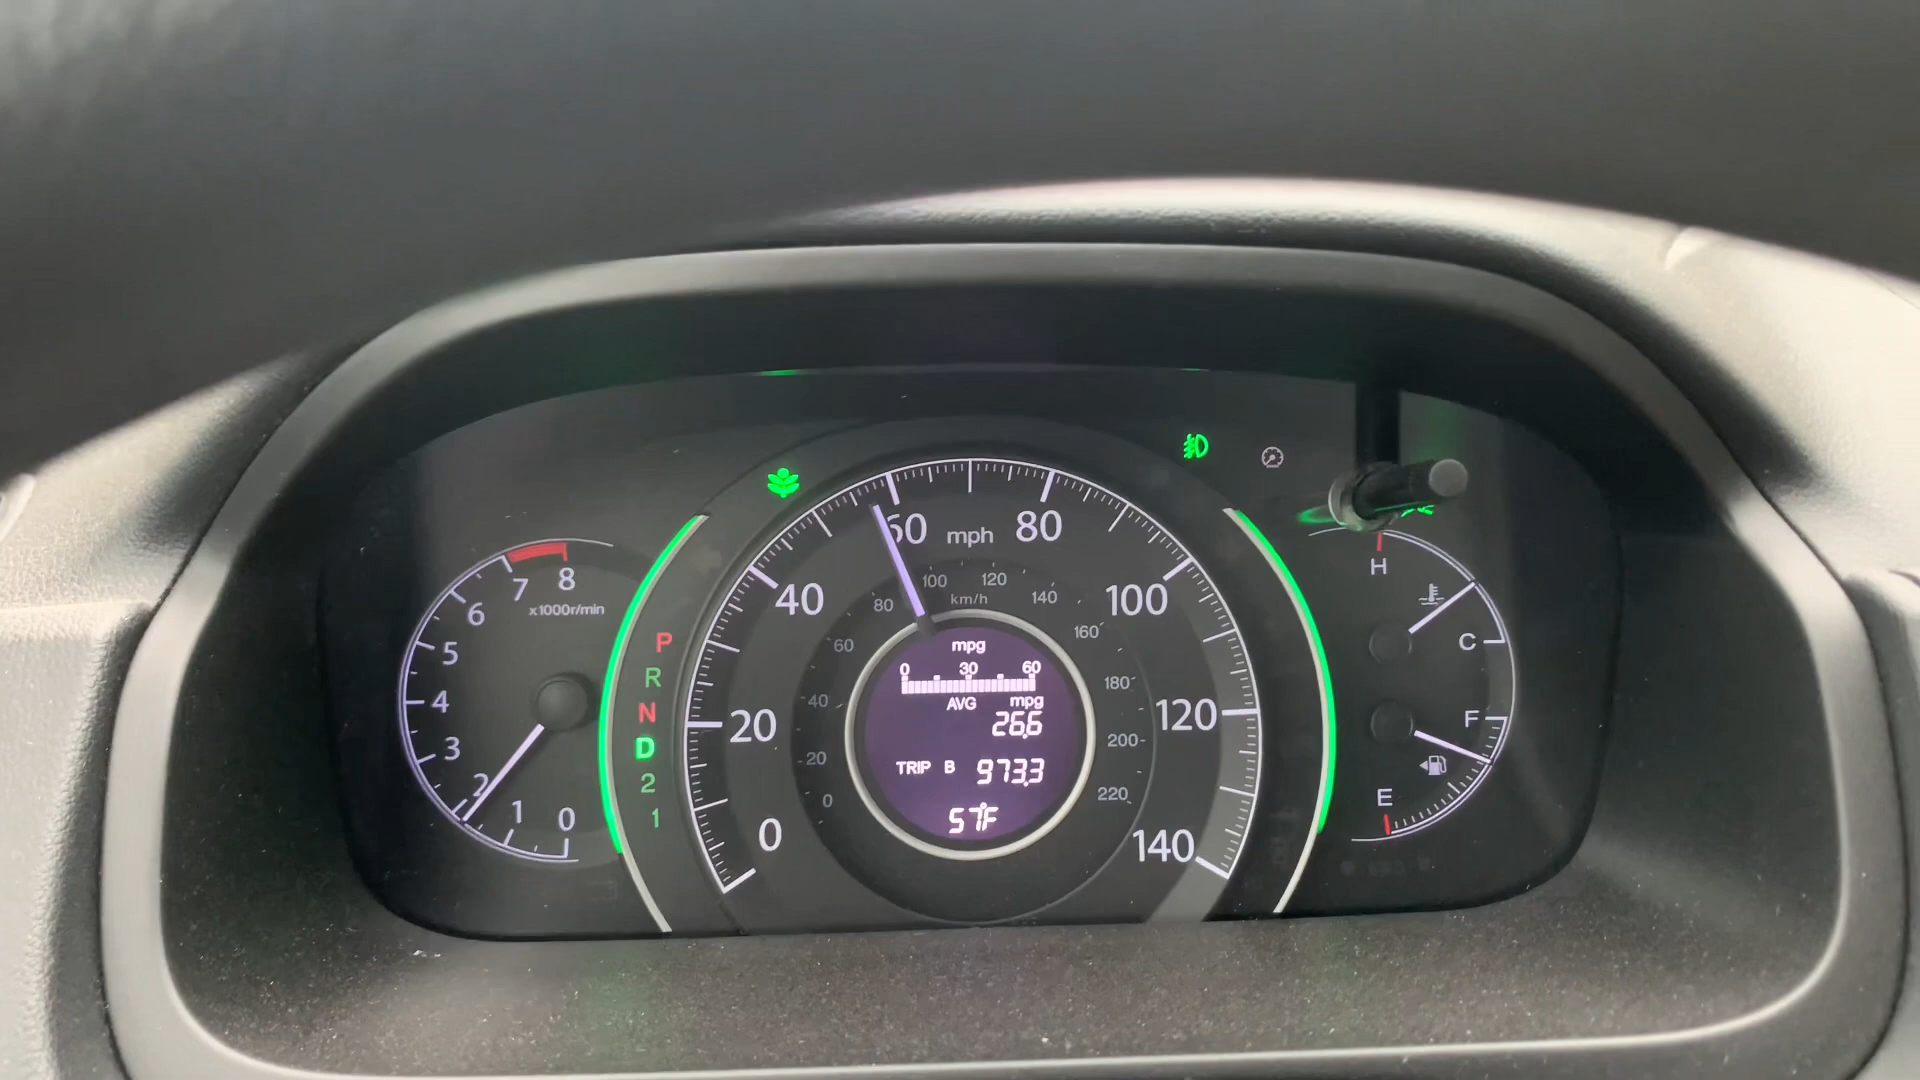 8
7
6
5
4
3
2
1
0
x1000r/min
P
R
N
D
2
1
0
20
40
60
mph
80
100
120
140
0
20
40
60
80
100
120
140
160
180
200
220
km/h
mpg
0 30 60
AVG mpg
26.6
TRIP B 973.3
57°F
H
C
F
E